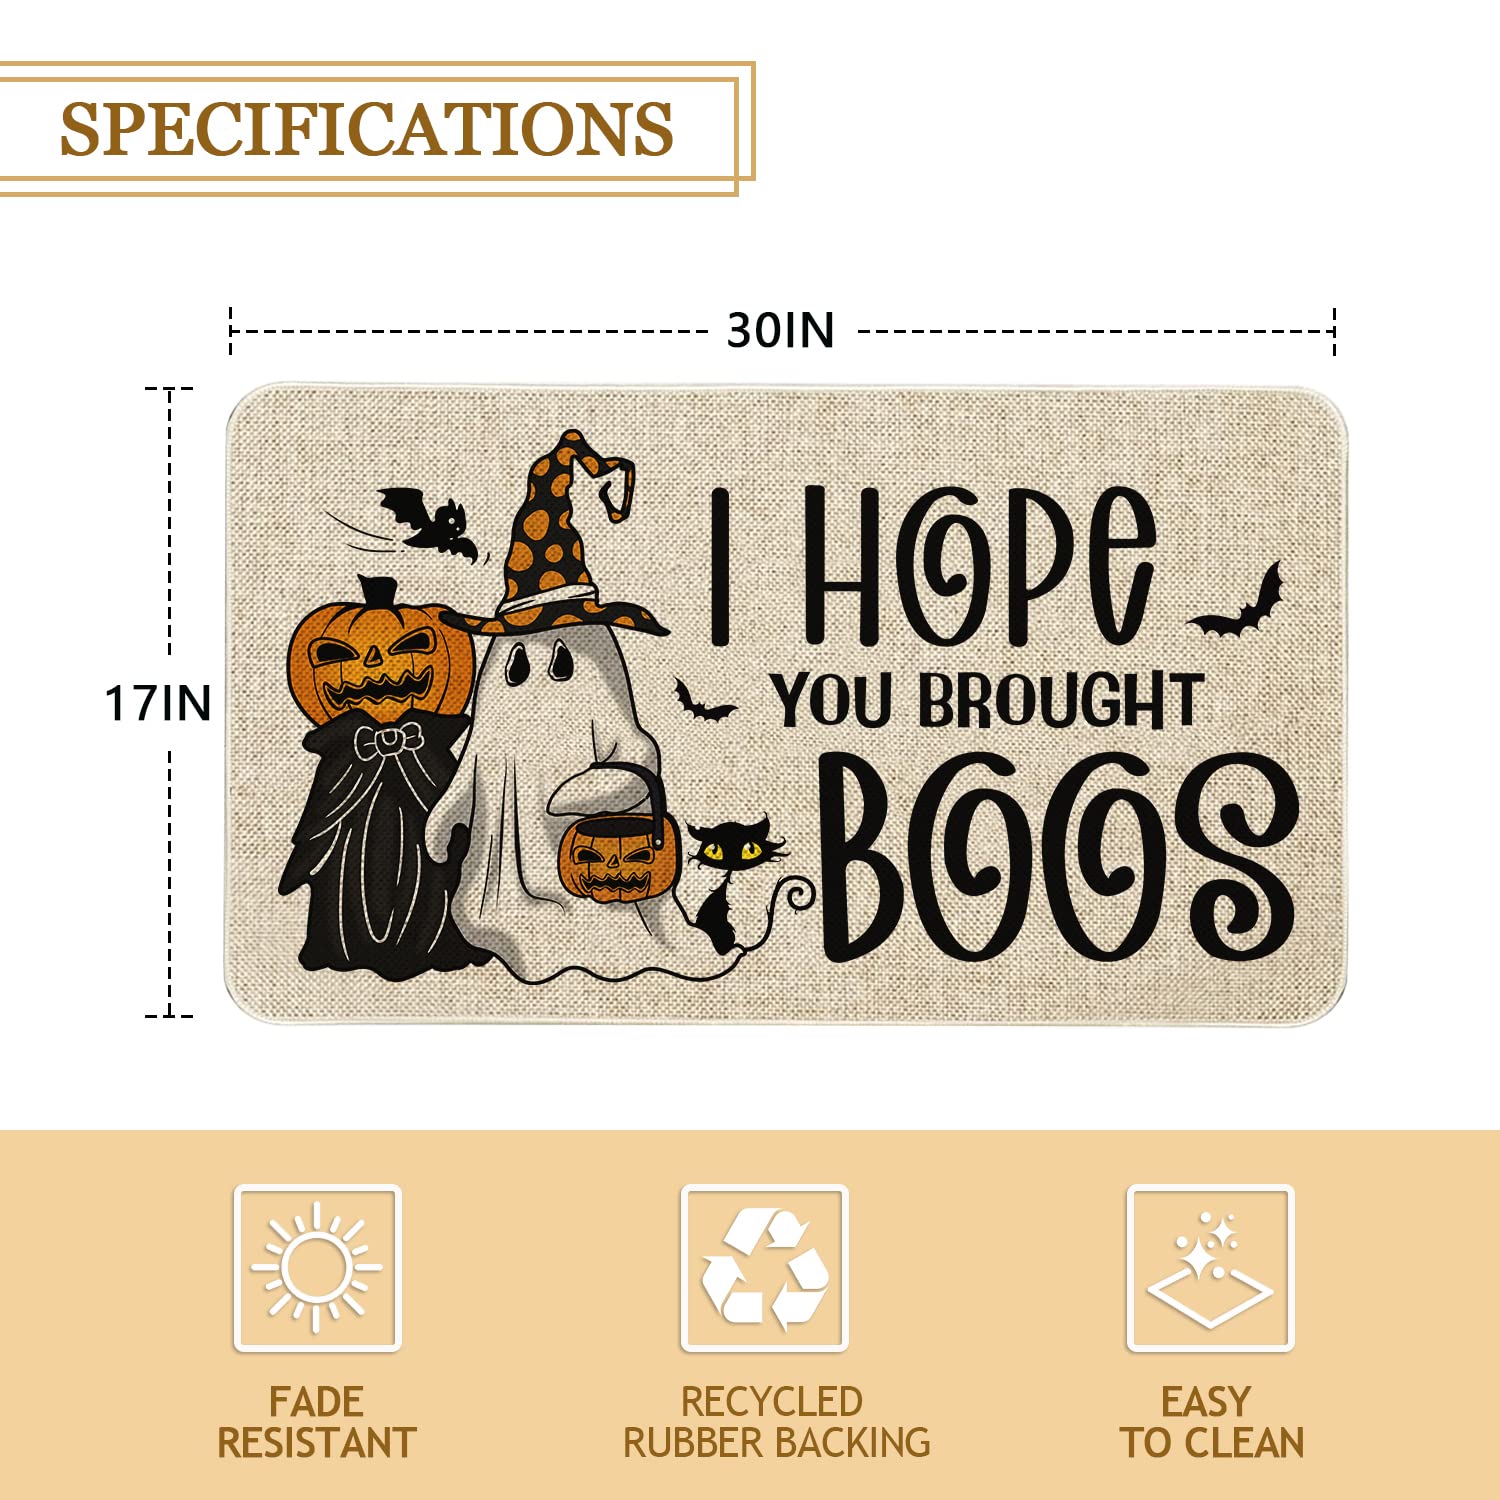 SPECIFICATIONS
30IN
17IN
I HOPe
YOU BROUGHT
BOOS
FADE
RESISTANT
RECYCLED
RUBBER BACKING
EASY
TO CLEAN